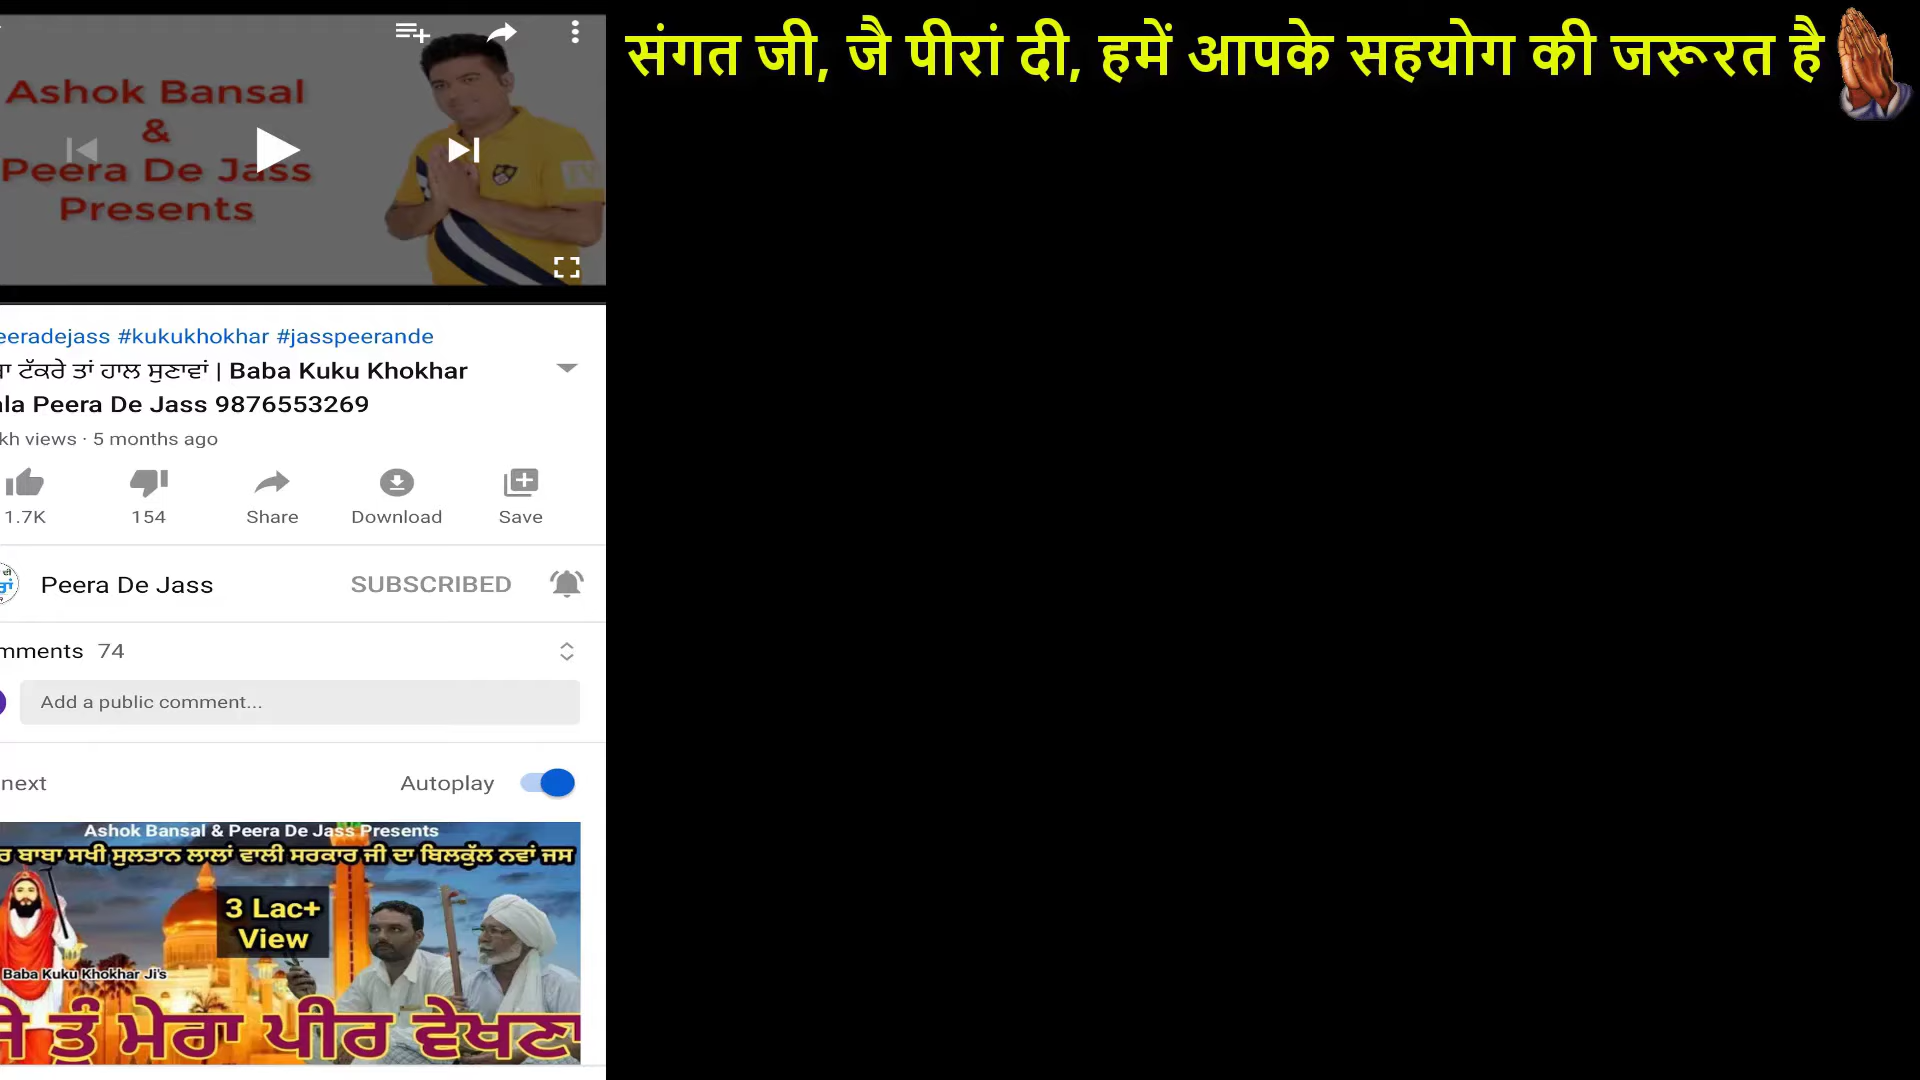 संगत जी, जै पीरां दी, हमें आपके सहयोग की जरूरत है
Ashok Bansal
&
Peera De Jass
Presents
eeradejass #kukukhokhar #jasspeerande
ਟੱਕਰੇ ਤਾਂ ਹਾਲ ਸੁਣਾਵਾਂ | Baba Kuku Khokhar
la Peera De Jass 9876553269
kh views · 5 months ago
1.7K 154 Share Download Save
Peera De Jass SUBSCRIBED
mments 74
Add a public comment...
next Autoplay
Ashok Bansal & Peera De Jass Presents
ਰ ਬਾਬਾ ਸਖੀ ਸੁਲਤਾਨ ਲਾਲਾਂ ਵਾਲੀ ਸਰਕਾਰ ਜੀ ਦਾ ਬਿਲਕੁੱਲ ਨਵਾਂ ਜਸ
3 Lac+
View
Baba Kuku Khokhar Ji's
ਜੇ ਤੂੰ ਮੇਰਾ ਪੀਰ ਵੇਖਣਾ